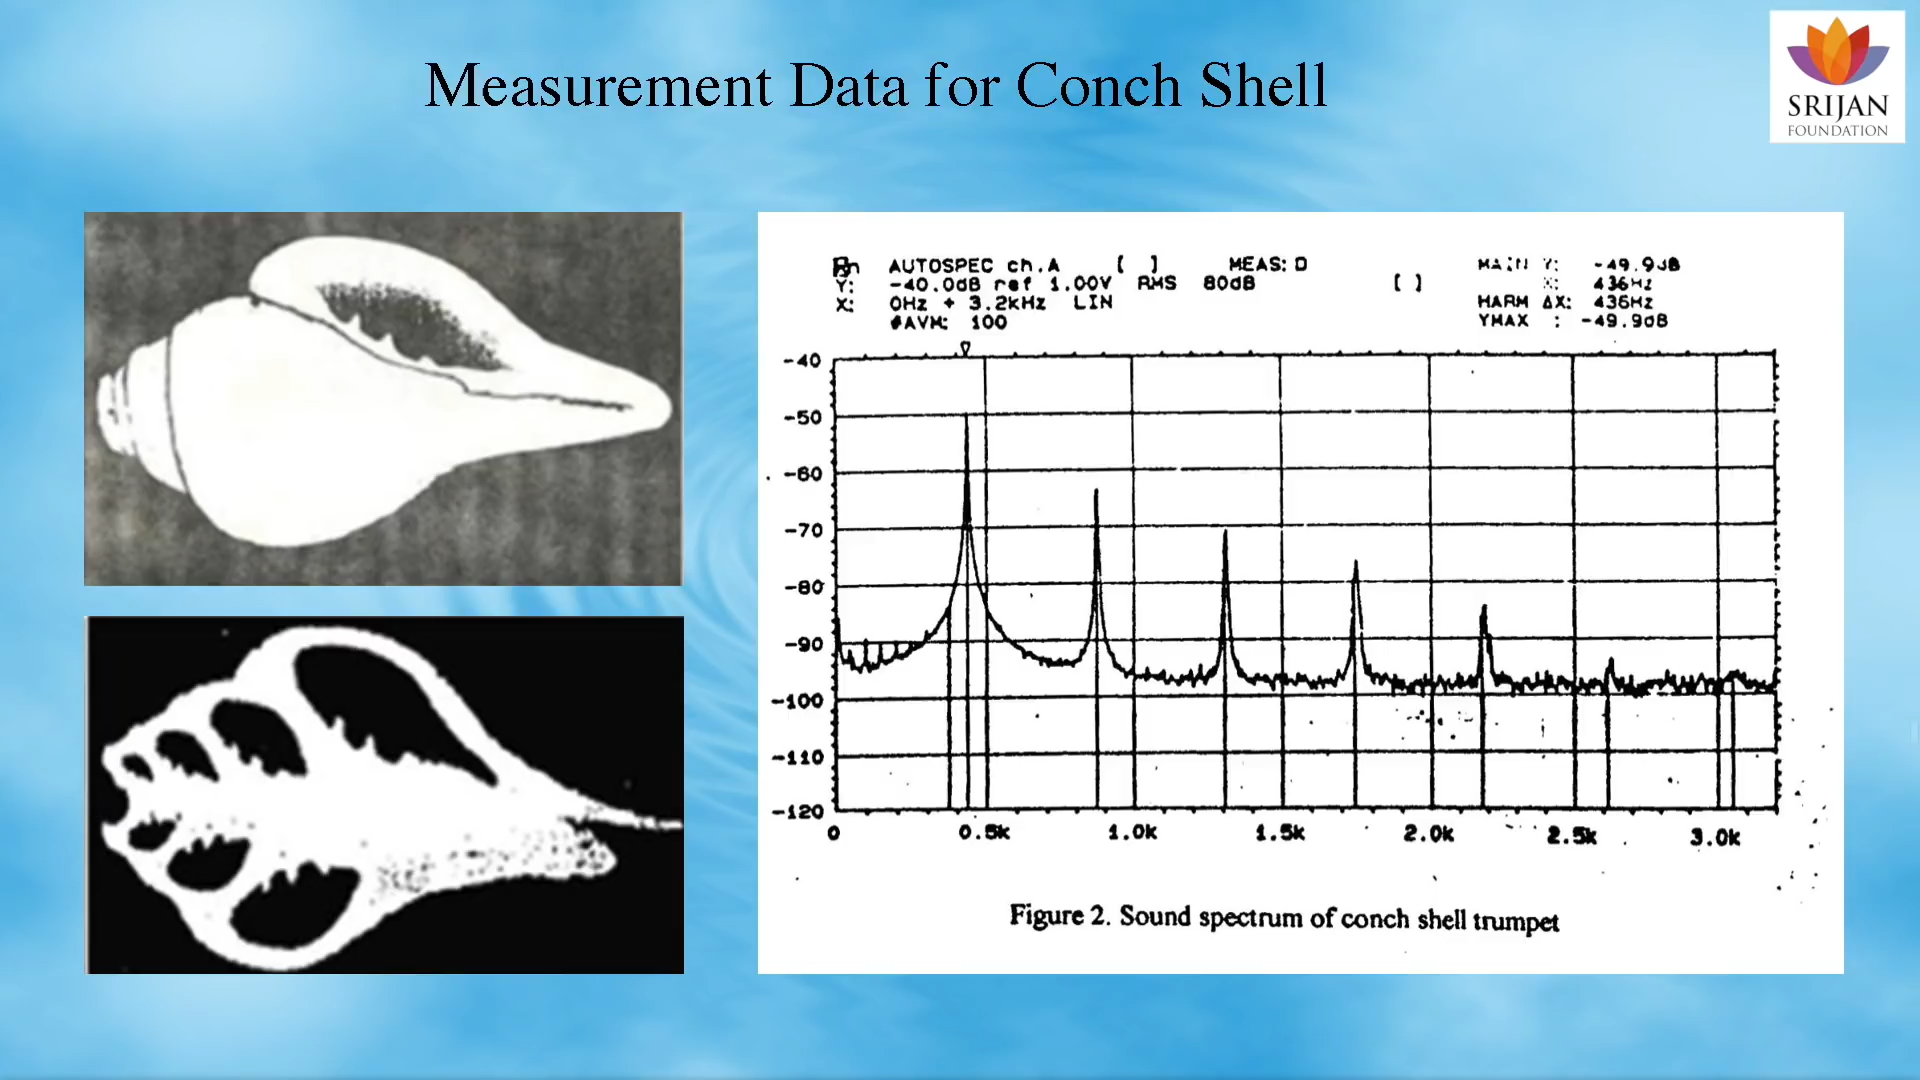 Measurement Data for Conch Shell
SRIJAN
FOUNDATION
AUTOSPEC ch.A [ ] MEAS: D
Y: -40.0dB ref 1.00V RMS 80dB [ ]
X: 0Hz + 3.2kHz LIN
#AVM: 100
MAIN Y: -49.9dB
X: 436Hz
HARM ΔX: 436Hz
YMAX : -49.9dB
-40
-50
-60
-70
-80
-90
-100
-110
-120
0 0.5k 1.0k 1.5k 2.0k 2.5k 3.0k
Figure 2. Sound spectrum of conch shell trumpet